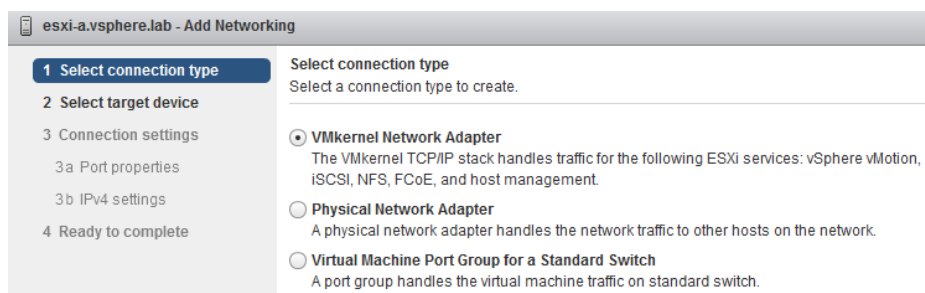 esxi-a.vsphere.lab - Add Networking
1 Select connection type
2 Select target device
3 Connection settings
3a Port properties
3b IPv4 settings
4 Ready to complete
Select connection type
Select a connection type to create.
VMkernel Network Adapter
The VMkernel TCP/IP stack handles traffic for the following ESXi services: vSphere vMotion,
iSCSI, NFS, FCoE, and host management.
Physical Network Adapter
A physical network adapter handles the network traffic to other hosts on the network.
Virtual Machine Port Group for a Standard Switch
A port group handles the virtual machine traffic on standard switch.